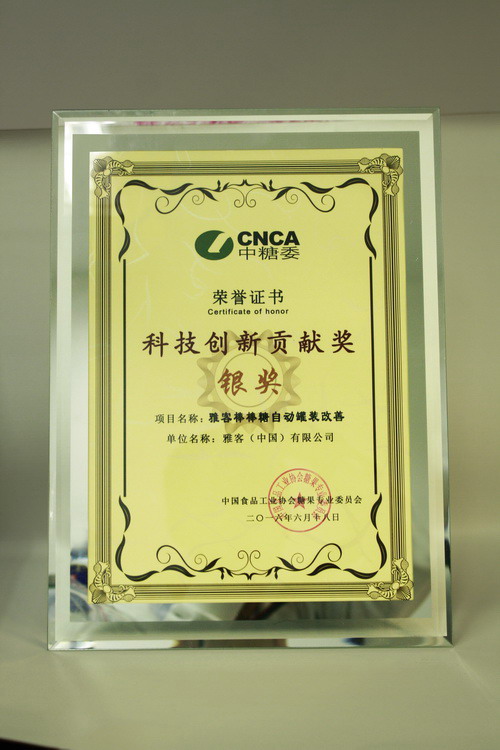 CNCA
中糖委
荣誉证书
Certificate of honor
科技创新贡献奖
银奖
项目名称：雅客棒棒糖自动罐装改善
单位名称：雅客（中国）有限公司
中国食品工业协会糖果专业委员会
二〇一六年六月十八日